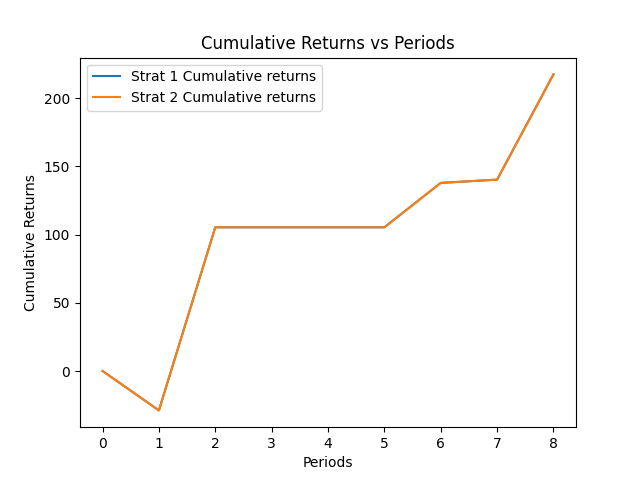 Cumulative Returns vs Periods
Strat 1 Cumulative returns
Strat 2 Cumulative returns
200
150
100
50
0
Cumulative Returns
0 1 2 3 4 5 6 7 8
Periods